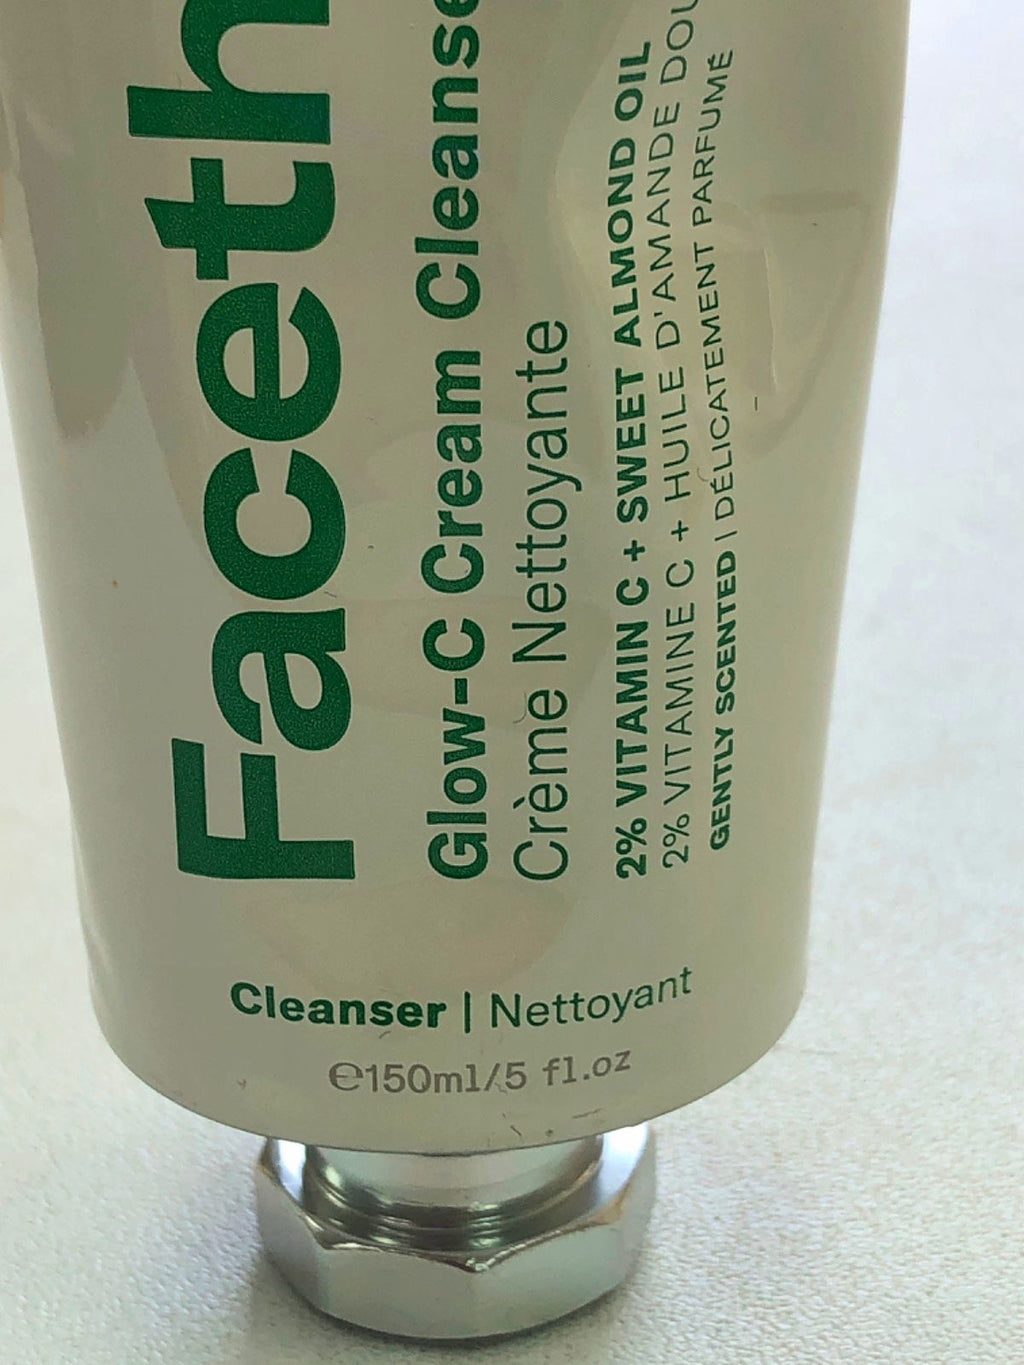 Faceth
Glow-C Cream Cleanse
Crème Nettoyante
2% VITAMIN C + SWEET ALMOND OIL
2% VITAMINE C + HUILE D'AMANDE DOU
GENTLY SCENTED | DÉLICATEMENT PARFUMÉ
Cleanser | Nettoyant
℮150ml/5 fl.oz